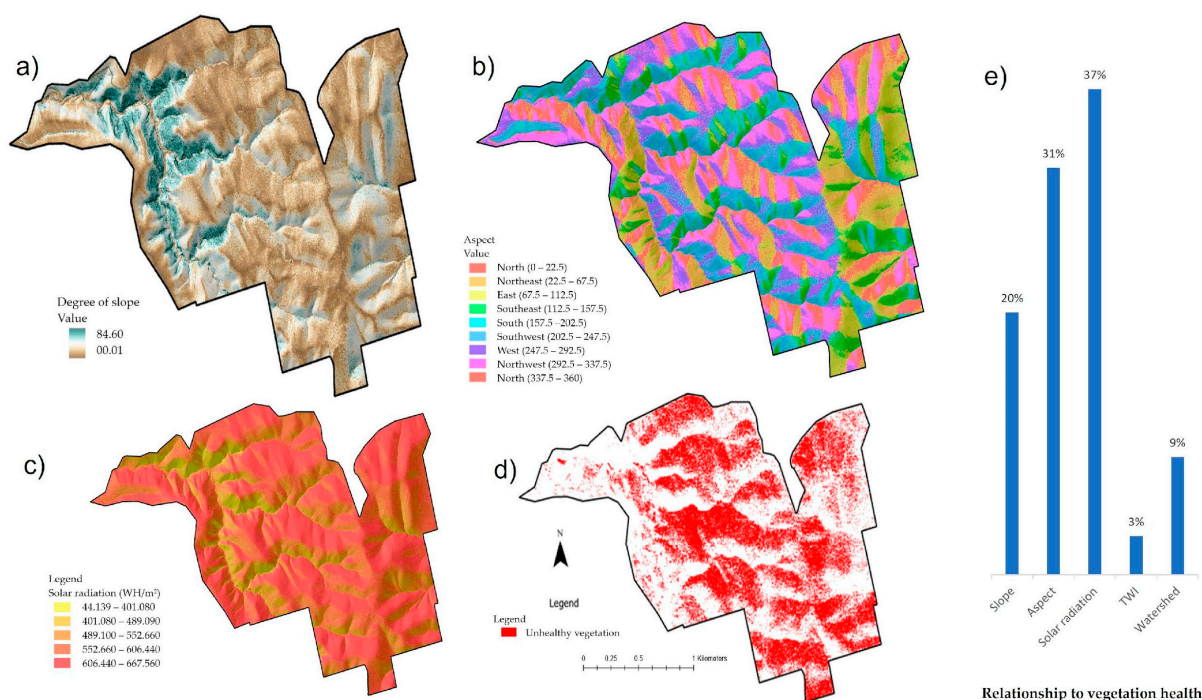 a)
Degree of slope
Value
84.60
00.01
b)
Aspect
Value
North (0 – 22.5)
Northeast (22.5 – 67.5)
East (67.5 – 112.5)
Southeast (112.5 – 157.5)
South (157.5 –202.5)
Southwest (202.5 – 247.5)
West (247.5 – 292.5)
Northwest (292.5 – 337.5)
North (337.5 – 360)
c)
Legend
Solar radiation (WH/m²)
44.139 – 401.080
401.080 – 489.090
489.100 – 552.660
552.660 – 606.440
606.440 – 667.560
d)
N
Legend
Legend
Unhealthy vegetation
0 0.25 0.5 1 Kilometers
e)
20%
31%
37%
3%
9%
Slope
Aspect
Solar radiation
TWI
Watershed
Relationship to vegetation health